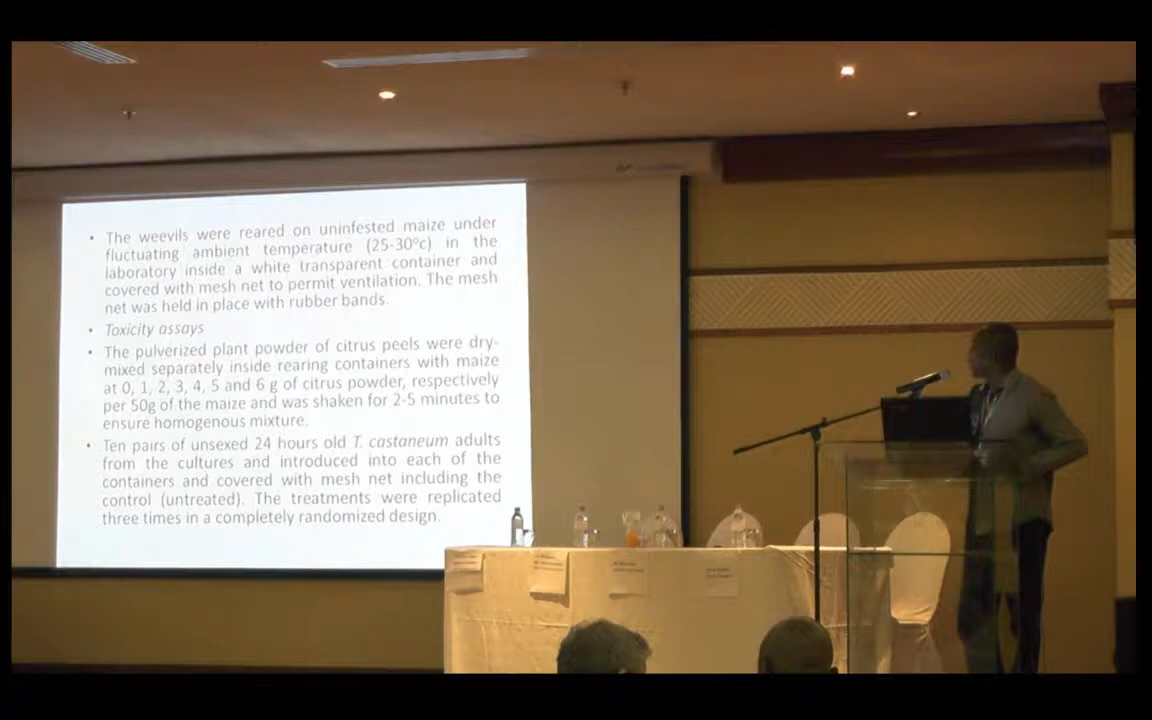 • The weevils were reared on uninfested maize under
fluctuating ambient temperature (25-30ºc) in the
laboratory inside a white transparent container and
covered with mesh net to permit ventilation. The mesh
net was held in place with rubber bands.
• Toxicity assays
• The pulverized plant powder of citrus peels were dry-
mixed separately inside rearing containers with maize
at 0, 1, 2, 3, 4, 5 and 6 g of citrus powder, respectively
per 50g of the maize and was shaken for 2-5 minutes to
ensure homogenous mixture.
• Ten pairs of unsexed 24 hours old T. castaneum adults
from the cultures and introduced into each of the
containers and covered with mesh net including the
control (untreated). The treatments were replicated
three times in a completely randomized design.